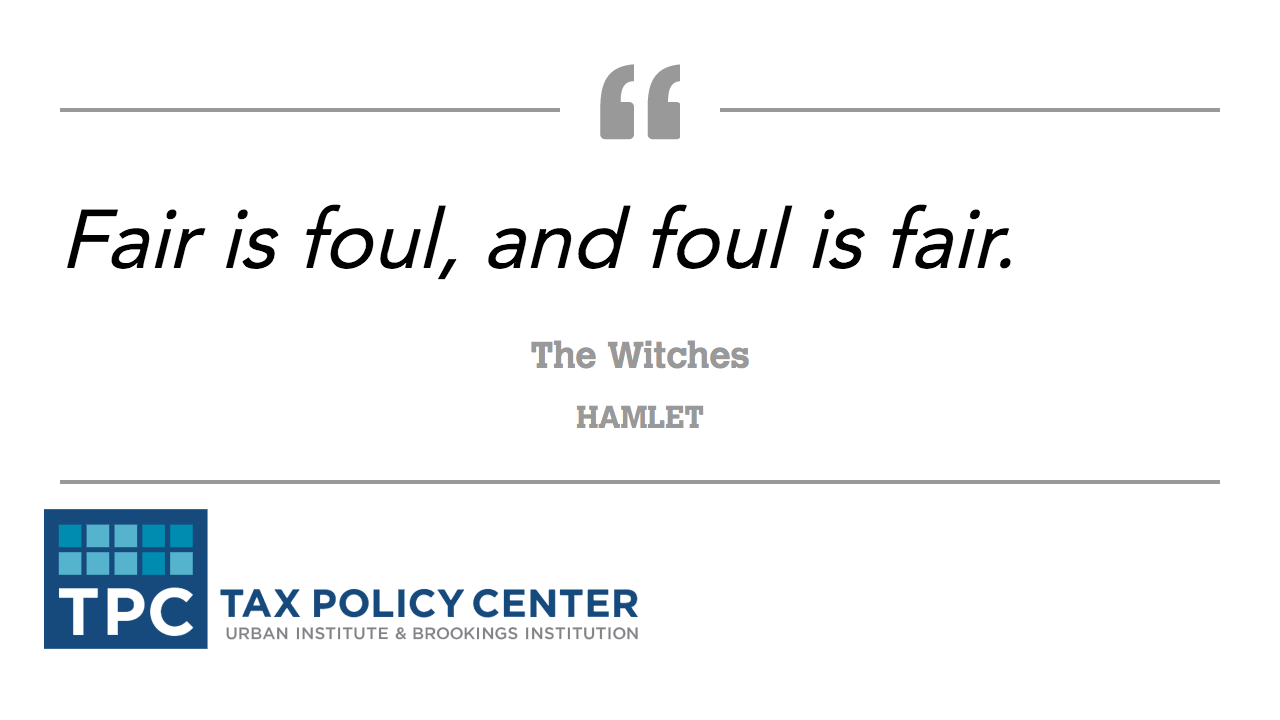 “
Fair is foul, and foul is fair.
The Witches
HAMLET
TPC
TAX POLICY CENTER
URBAN INSTITUTE & BROOKINGS INSTITUTION